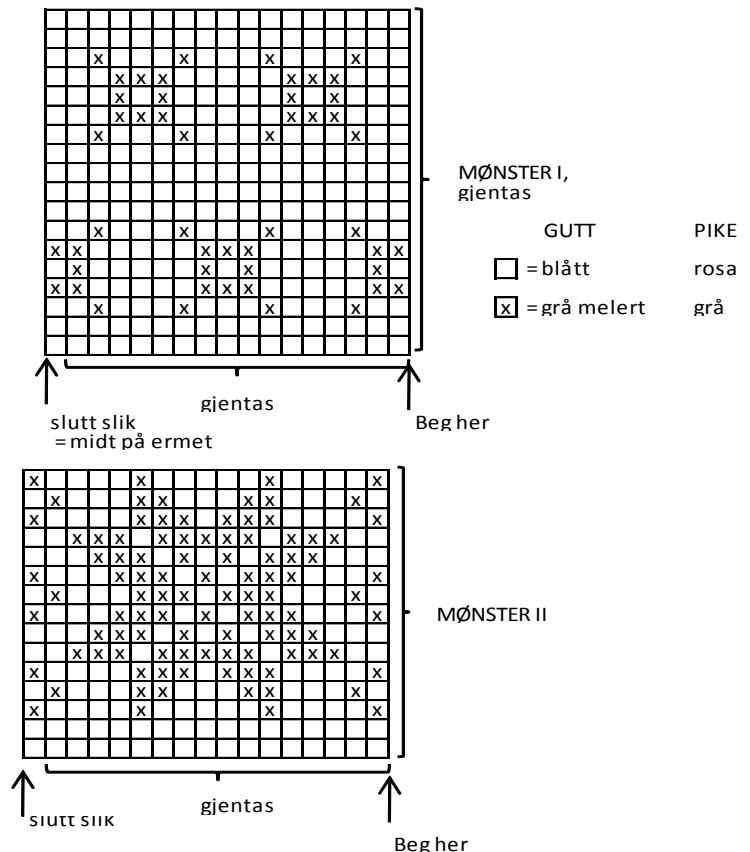 MØNSTER I,
gjentas
GUTT PIKE
= blått rosa
x = grå melert grå
gjentas
slutt slik
= midt på ermet
Beg her
MØNSTER II
gjentas
slutt slik
Beg her